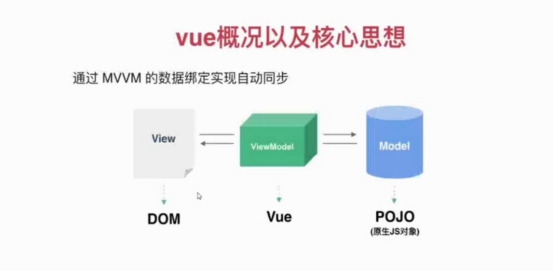 vue概况以及核心思想
通过 MVVM 的数据绑定实现自动同步
View
ViewModel
Model
DOM
Vue
POJO
(原生JS对象)